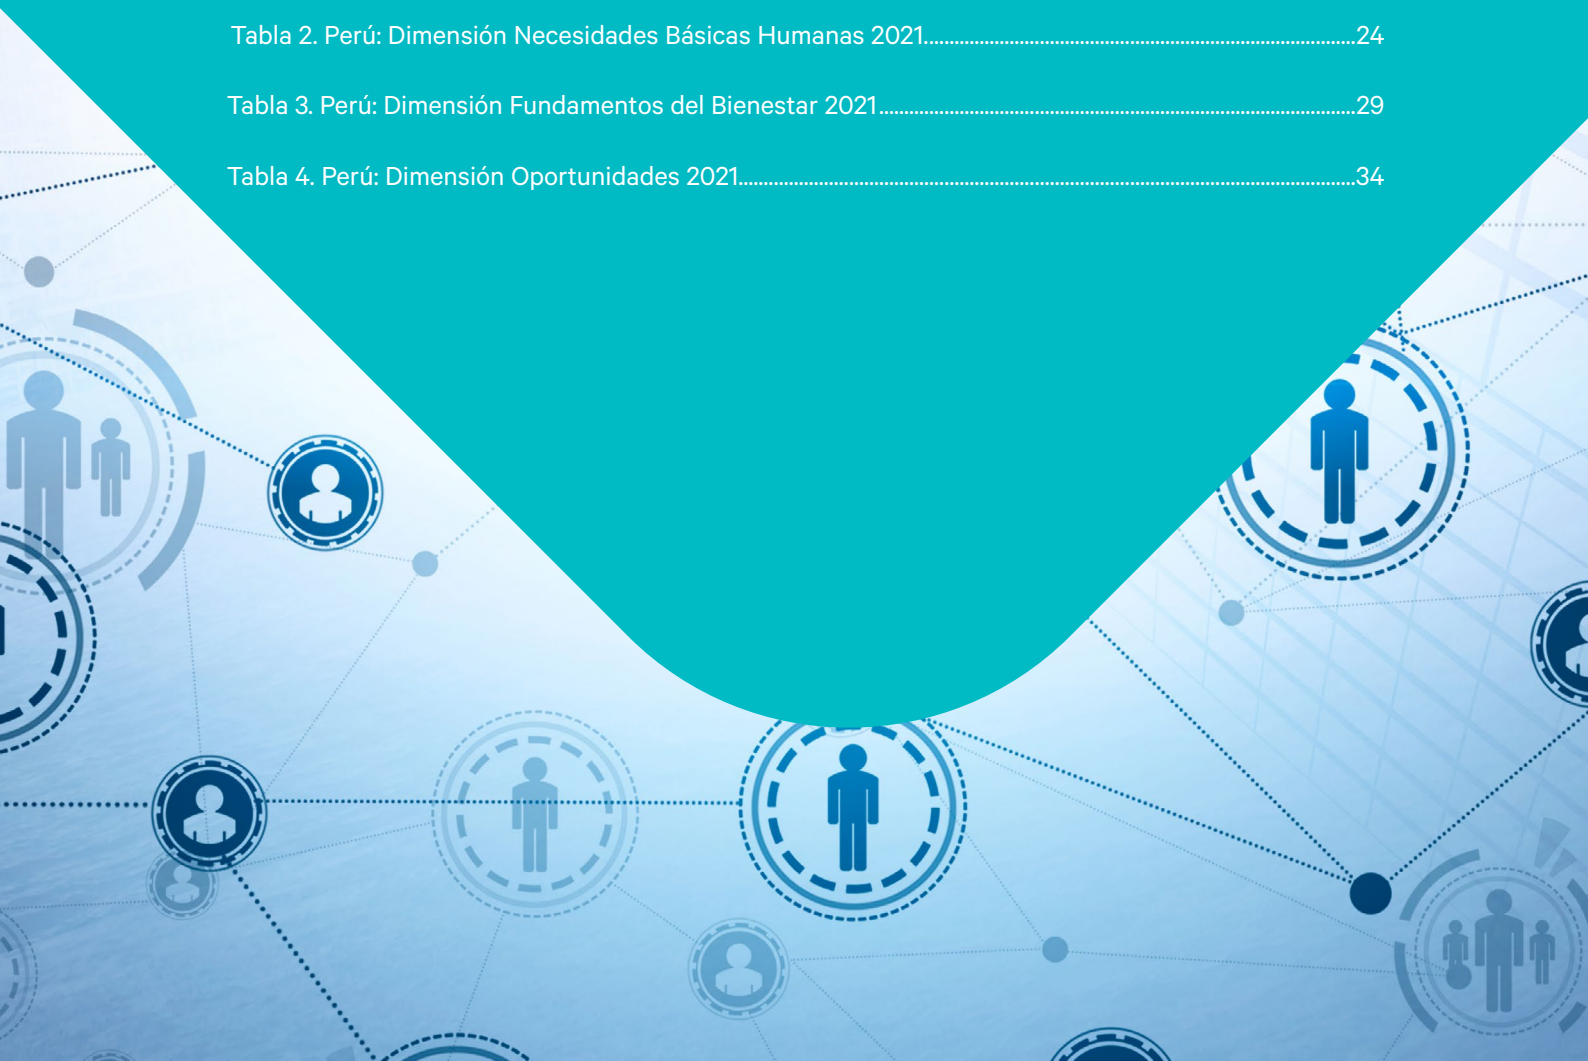 Tabla 2. Perú: Dimensión Necesidades Básicas Humanas 2021........................................24
Tabla 3. Perú: Dimensión Fundamentos del Bienestar 2021........................................29
Tabla 4. Perú: Dimensión Oportunidades 2021........................................34